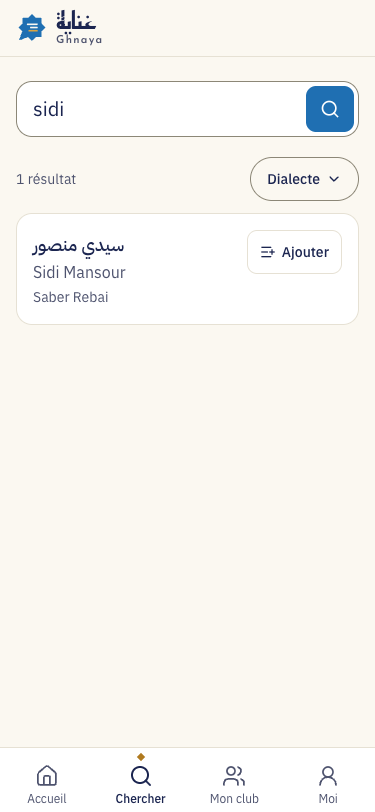 غناية
Ghnaya
sidi
1 résultat
Dialecte
سيدي منصور
Ajouter
Sidi Mansour
Saber Rebai
Accueil
Chercher
Mon club
Moi